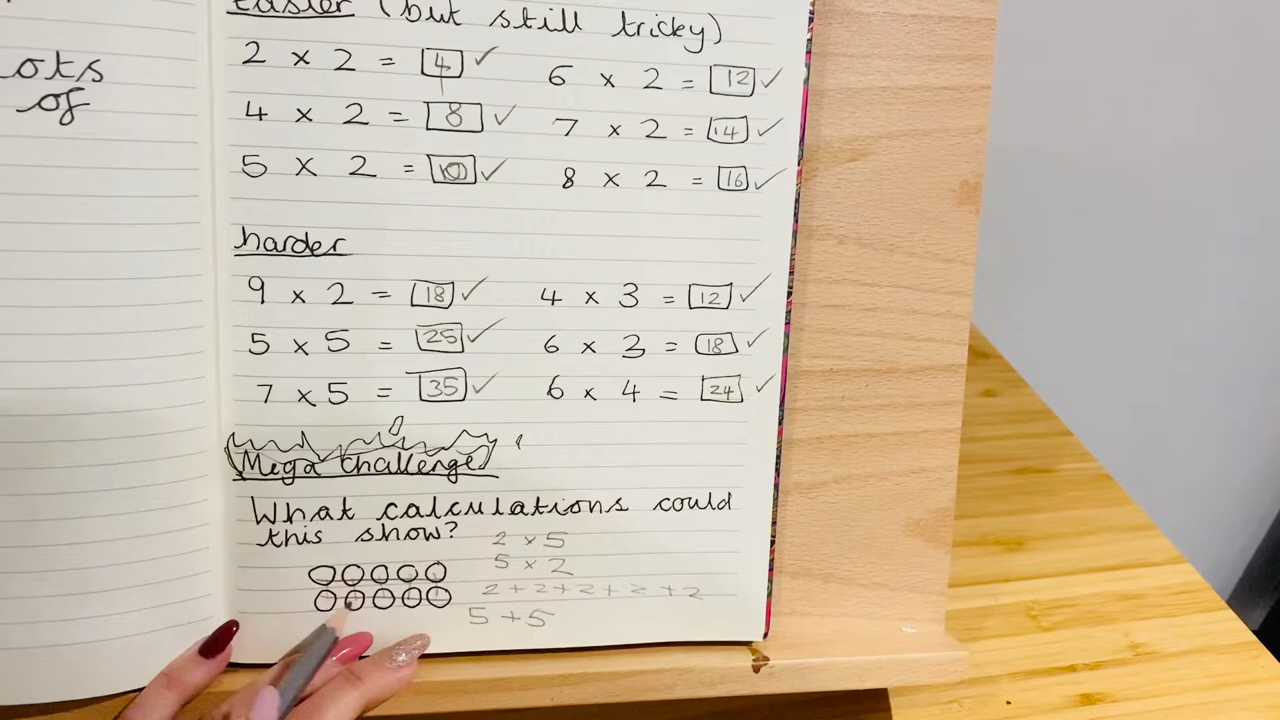 ots
of
Easier (but still tricky)
2 x 2 = 4 ✓
4 x 2 = 8 ✓
5 x 2 = 10 ✓
6 x 2 = 12 ✓
7 x 2 = 14 ✓
8 x 2 = 16 ✓
harder
9 x 2 = 18 ✓
5 x 5 = 25 ✓
7 x 5 = 35 ✓
4 x 3 = 12 ✓
6 x 3 = 18 ✓
6 x 4 = 24 ✓
Mega Challenge
What calculations could
this show?
2 x 5
5 x 2
2 + 2 + 2 + 2 + 2
5 + 5